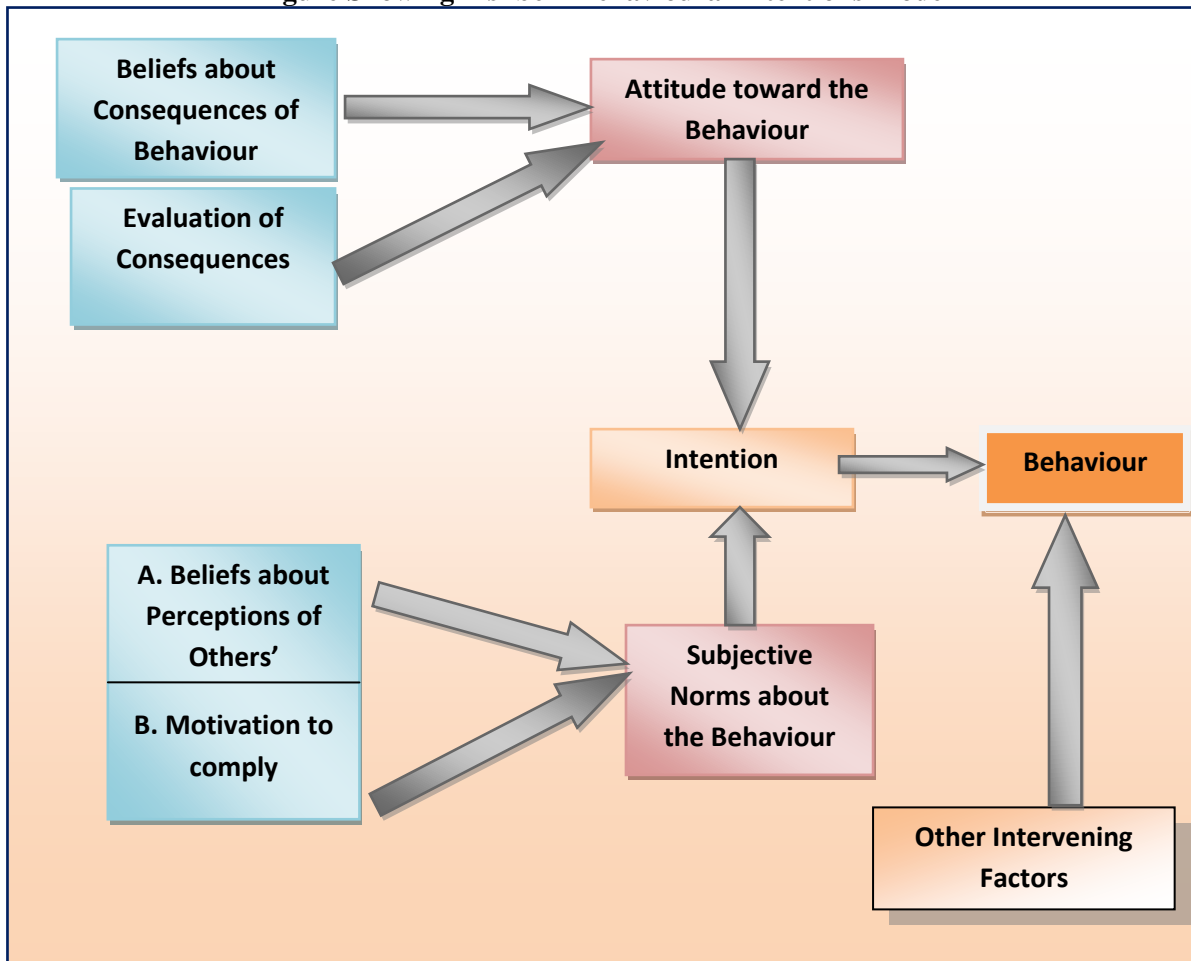 Showing
Beliefs about
Consequences of
Behaviour
Evaluation of
Consequences
Attitude toward the
Behaviour
Intention
Behaviour
A. Beliefs about
Perceptions of
Others’
B. Motivation to
comply
Subjective
Norms about
the Behaviour
Other Intervening
Factors